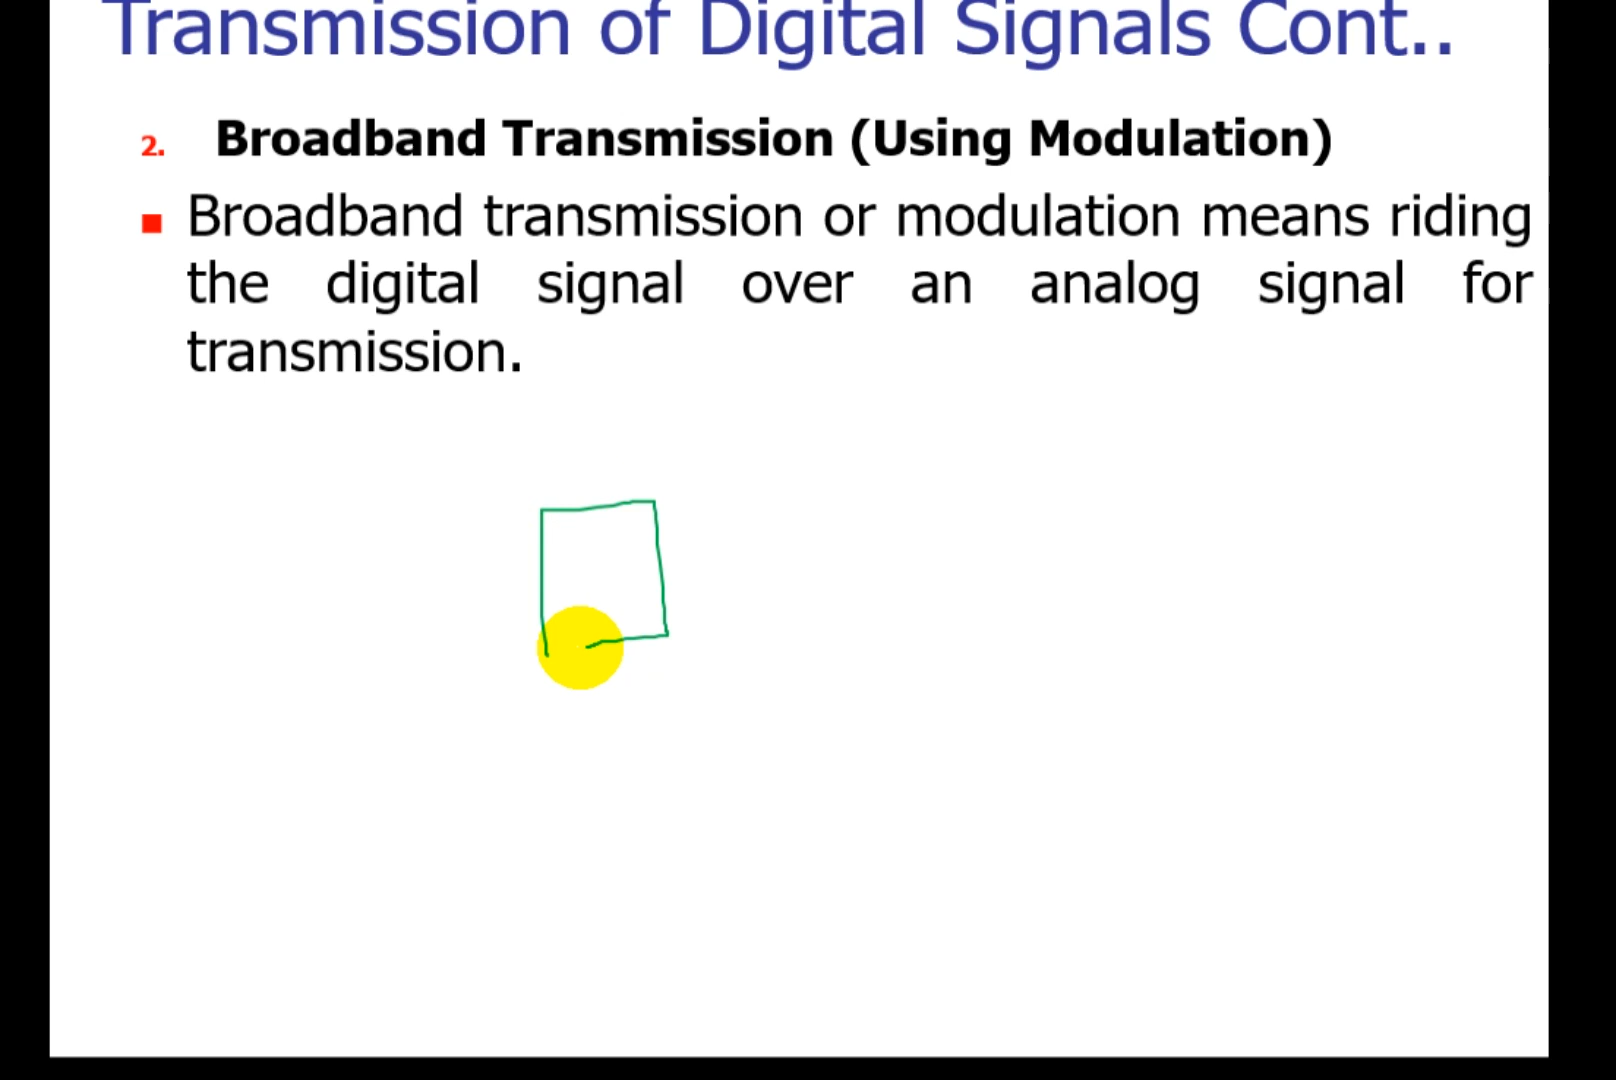 Transmission of Digital Signals Cont..
2. Broadband Transmission (Using Modulation)
Broadband transmission or modulation means riding
the digital signal over an analog signal for
transmission.